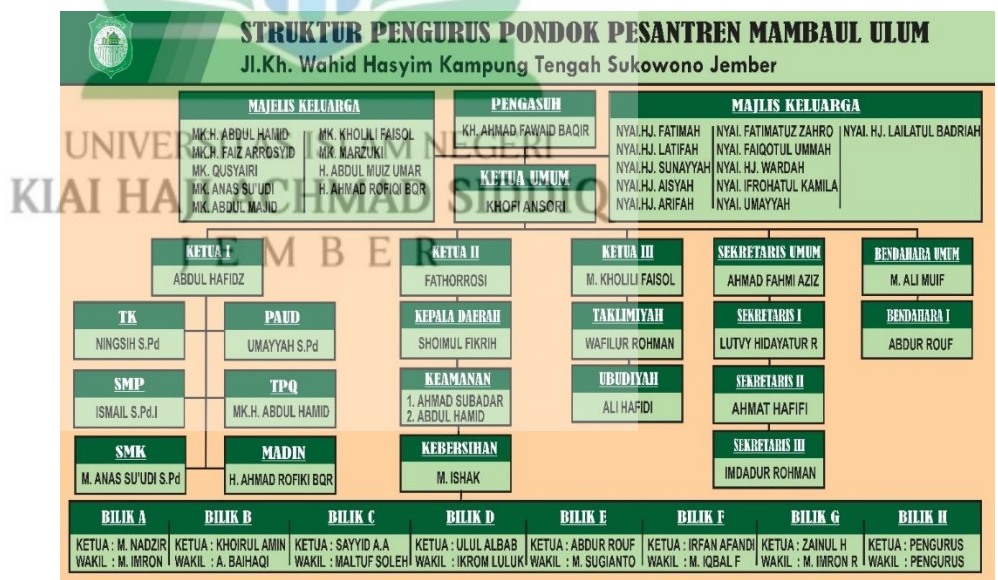 STRUKTUR PENGURUS PONDOK PESANTREN MAMBAUL ULUM
Jl.Kh. Wahid Hasyim Kampung Tengah Sukowono Jember
UNIVERSITAS ISLAM NEGERI
KIAI HAJI ACHMAD SIDDIQ
JEMBER
MAJELIS KELUARGA
MK.H. ABDUL HAMID
MK.H. FAIZ ARROSYID
MK. QUSYAIRI
MK. ANAS SU'UDI
MK. ABDUL MAJID
MK. KHOLILI FAISOL
MK. MARZUKI
H. ABDUL MUIZ UMAR
H. AHMAD ROFIQI BQR
PENGASUH
KH. AHMAD FAWAID BAQIR
KETUA UMUM
KHOFI ANSORI
MAJLIS KELUARGA
NYAI.HJ. FATIMAH
NYAI.HJ. LATIFAH
NYAI.HJ. SUNAYYAH
NYAI.HJ. AISYAH
NYAI.HJ. ARIFAH
NYAI. FATIMATUZ ZAHRO
NYAI. FAIQOTUL UMMAH
NYAI. HJ. WARDAH
NYAI. IFROHATUL KAMILA
NYAI. UMAYYAH
NYAI. HJ. LAILATUL BADRIAH
KETUA I
ABDUL HAFIDZ
KETUA II
FATHORROSI
KETUA III
M. KHOLILI FAISOL
SEKRETARIS UMUM
AHMAD FAHMI AZIZ
BENDAHARA UMUM
M. ALI MUIF
TK
NINGSIH S.Pd
PAUD
UMAYYAH S.Pd
KEPALA DAERAH
SHOIMUL FIKRIH
TAKLIMIYAH
WAFILUR ROHMAN
SEKRETARIS I
LUTVY HIDAYATUR R
BENDAHARA I
ABDUR ROUF
SMP
ISMAIL S.Pd.I
TPQ
MK.H. ABDUL HAMID
KEAMANAN
1. AHMAD SUBADAR
2. ABDUL HAMID
UBUDIYAH
ALI HAFIDI
SEKRETARIS II
AHMAT HAFIFI
SMK
M. ANAS SU'UDI S.Pd
MADIN
H. AHMAD ROFIKI BQR
KEBERSIHAN
M. ISHAK
SEKRETARIS III
IMDADUR ROHMAN
BILIK A
KETUA : M. NADZIR
WAKIL : M. IMRON
BILIK B
KETUA : KHOIRUL AMIN
WAKIL : A. BAIHAQI
BILIK C
KETUA : SAYYID A.A
WAKIL : MALTUF SOLEH
BILIK D
KETUA : ULUL ALBAB
WAKIL : IKROM LULUK
BILIK E
KETUA : ABDUR ROUF
WAKIL : M. SUGIANTO
BILIK F
KETUA : IRFAN AFANDI
WAKIL : M. IQBAL F
BILIK G
KETUA : ZAINUL H
WAKIL : M. IMRON R
BILIK H
KETUA : PENGURUS
WAKIL : PENGURUS